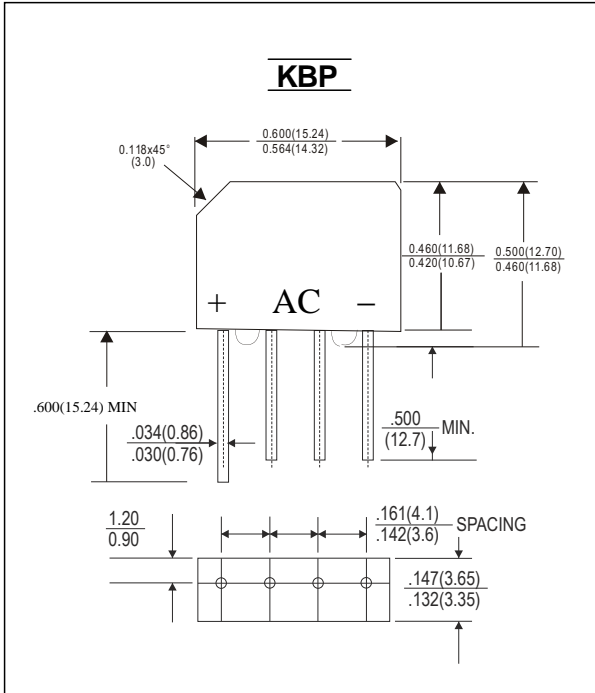 KBP
0.600(15.24)
0.564(14.32)
0.118x45°
(3.0)
0.460(11.68)
0.420(10.67)
0.500(12.70)
0.460(11.68)
+ AC −
.600(15.24) MIN
.034(0.86)
.030(0.76)
.500
(12.7)
MIN.
1.20
0.90
.161(4.1)
.142(3.6)
SPACING
.147(3.65)
.132(3.35)